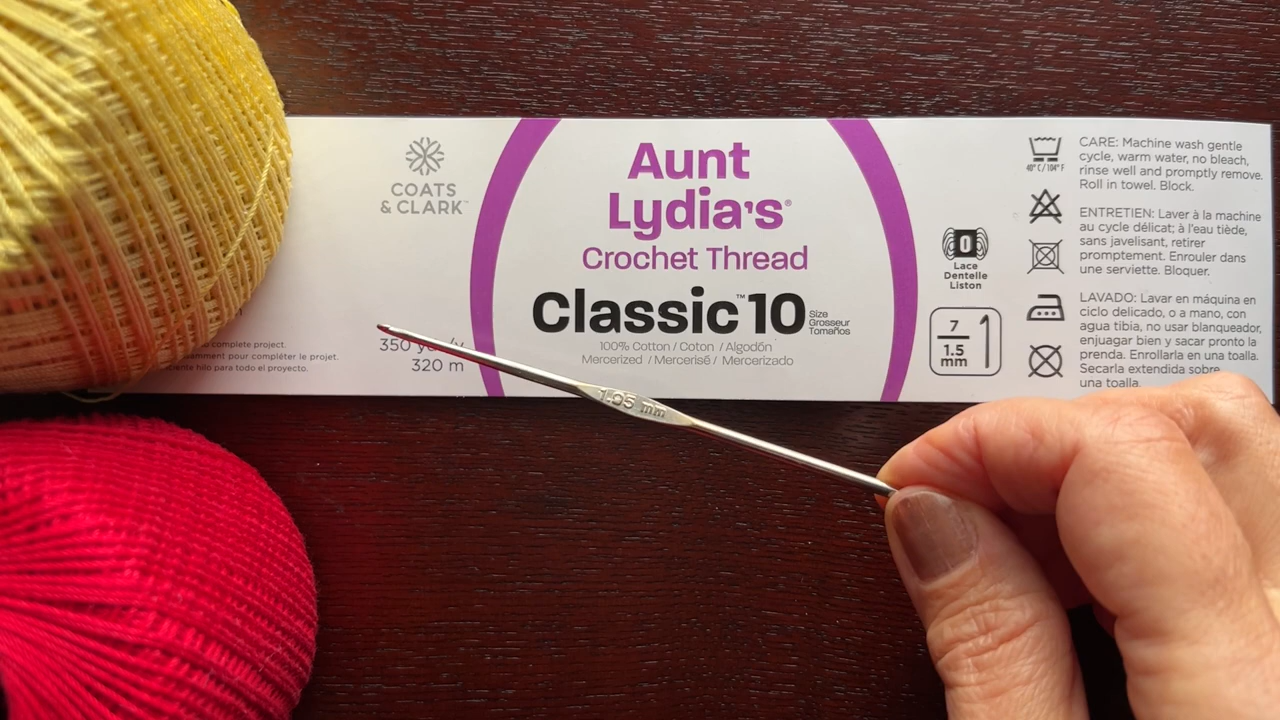 COATS
& CLARK™
complete project.
amment pour compléter le projet.
hilo para todo el proyecto.
350
320 m
Aunt
Lydia's®
Crochet Thread
Classic™ 10 Size
Grosseur
Tamaños
100% Cotton / Coton / Algodón
Mercerized / Mercerisé / Mercerizado
1.05 mm
0
Lace
Dentelle
Liston
7
1.5
mm
40° C / 104° F
CARE: Machine wash gentle
cycle, warm water, no bleach,
rinse well and promptly remove.
Roll in towel. Block.
ENTRETIEN: Laver à la machine
au cycle délicat; à l'eau tiède,
sans javelisant, retirer
promptement. Enrouler dans
une serviette. Bloquer.
LAVADO: Lavar en máquina en
ciclo delicado, o a mano, con
agua tibia, no usar blanqueador,
enjuagar bien y sacar pronto la
prenda. Enrollarla en una toalla.
Secarla extendida sobre
una toalla.